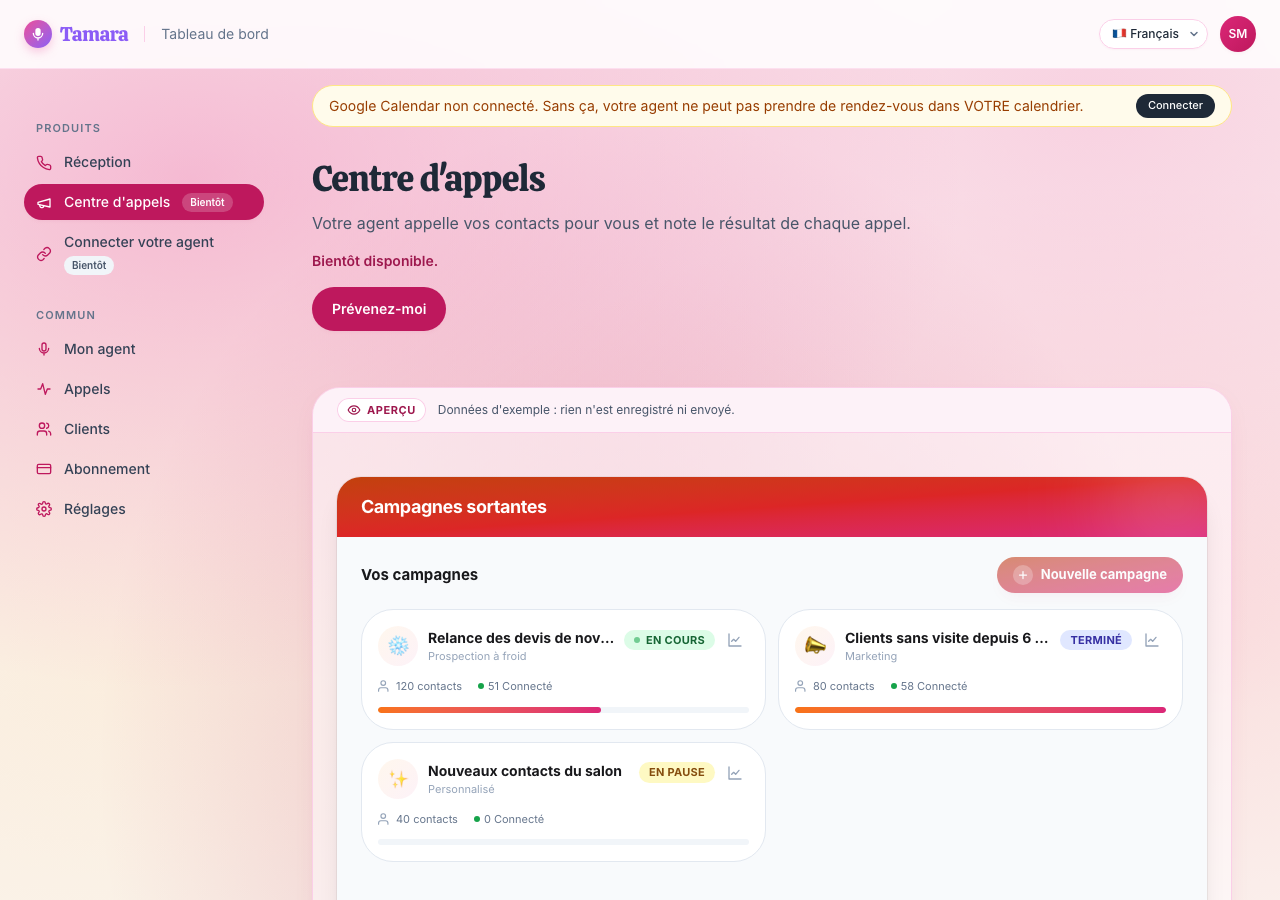 Tamara
Tableau de bord
Français
SM
Google Calendar non connecté. Sans ça, votre agent ne peut pas prendre de rendez-vous dans VOTRE calendrier.
Connecter
PRODUITS
Réception
Centre d'appels Bientôt
Connecter votre agent
Bientôt
COMMUN
Mon agent
Appels
Clients
Abonnement
Réglages
Centre d'appels
Votre agent appelle vos contacts pour vous et note le résultat de chaque appel.
Bientôt disponible.
Prévenez-moi
APERÇU Données d'exemple : rien n'est enregistré ni envoyé.
Campagnes sortantes
Vos campagnes
Nouvelle campagne
Relance des devis de nov... EN COURS
Prospection à froid
120 contacts 51 Connecté
Clients sans visite depuis 6 ... TERMINÉ
Marketing
80 contacts 58 Connecté
Nouveaux contacts du salon EN PAUSE
Personnalisé
40 contacts 0 Connecté